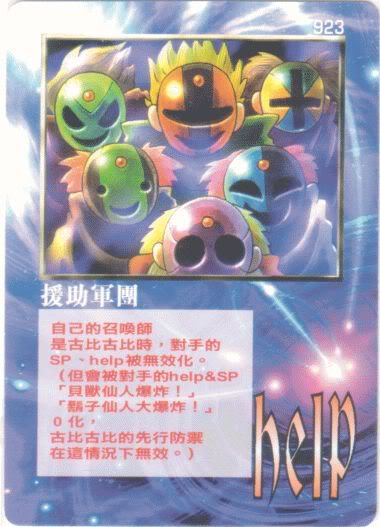 923
援助軍團
自己的召喚師
是古比古比時，對手的
SP、help被無效化。
（但會被對手的help&SP
「貝獸仙人爆炸！」
「鬍子仙人大爆炸！」
0 化，
古比古比的先行防禦
在這情況下無效。）
help